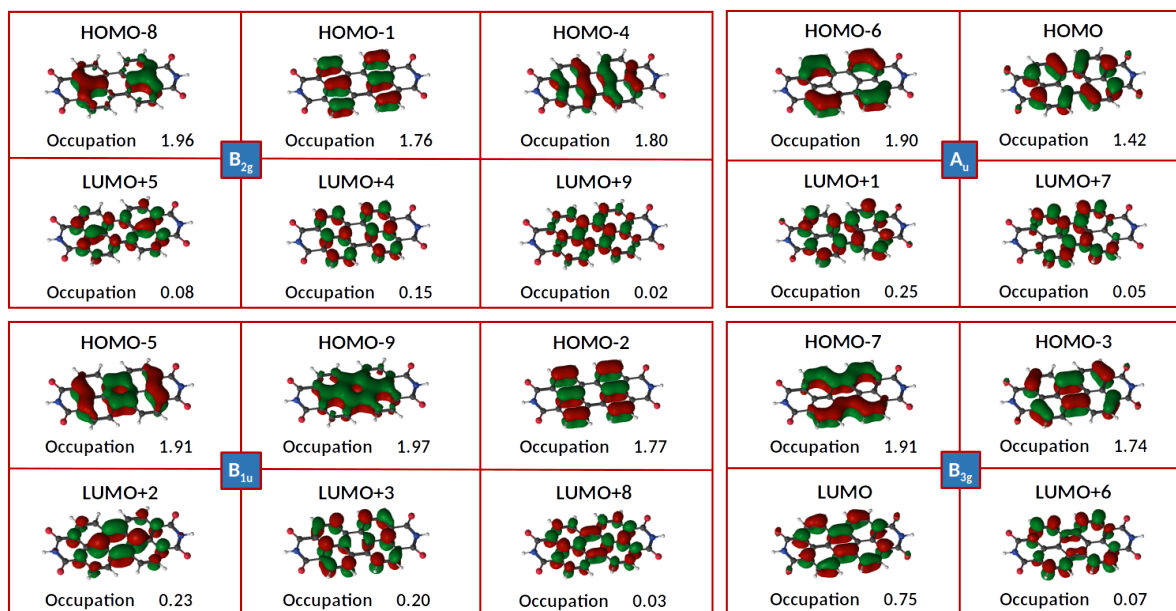 HOMO-8 HOMO-1 HOMO-4
Occupation 1.96 Occupation 1.76 Occupation 1.80
B2g
LUMO+5 LUMO+4 LUMO+9
Occupation 0.08 Occupation 0.15 Occupation 0.02
HOMO-6 HOMO
Occupation 1.90 Occupation 1.42
Au
LUMO+1 LUMO+7
Occupation 0.25 Occupation 0.05
HOMO-5 HOMO-9 HOMO-2
Occupation 1.91 Occupation 1.97 Occupation 1.77
B1u
LUMO+2 LUMO+3 LUMO+8
Occupation 0.23 Occupation 0.20 Occupation 0.03
HOMO-7 HOMO-3
Occupation 1.91 Occupation 1.74
B3g
LUMO LUMO+6
Occupation 0.75 Occupation 0.07